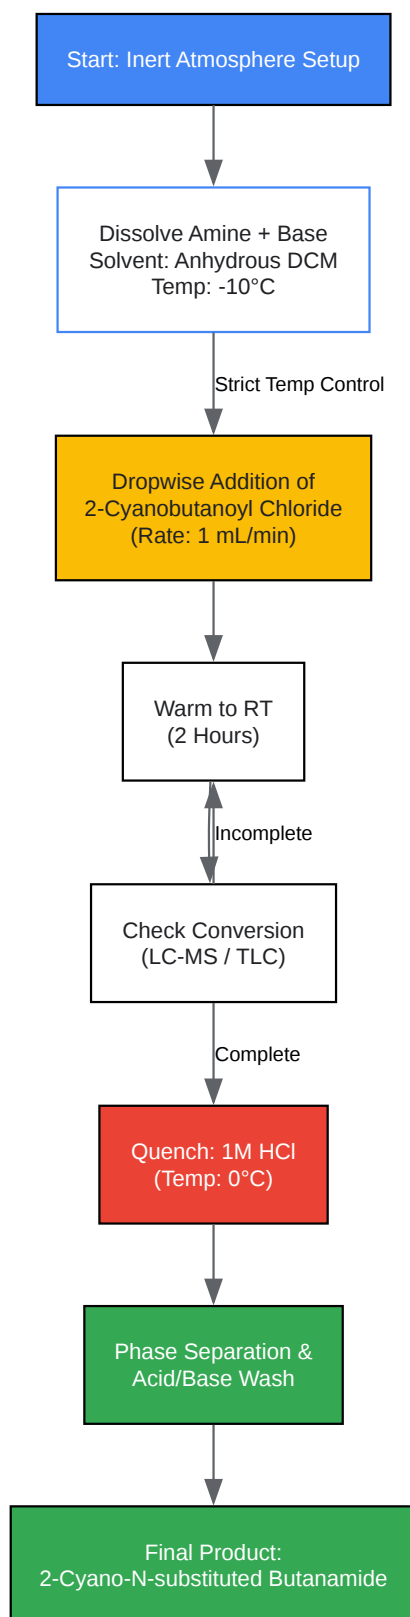 Start: Inert Atmosphere Setup
Dissolve Amine + Base
Solvent: Anhydrous DCM
Temp: -10°C
Strict Temp Control
Dropwise Addition of
2-Cyanobutanoyl Chloride
(Rate: 1 mL/min)
Warm to RT
(2 Hours)
Incomplete
Check Conversion
(LC-MS / TLC)
Complete
Quench: 1M HCl
(Temp: 0°C)
Phase Separation &
Acid/Base Wash
Final Product:
2-Cyano-N-substituted Butanamide